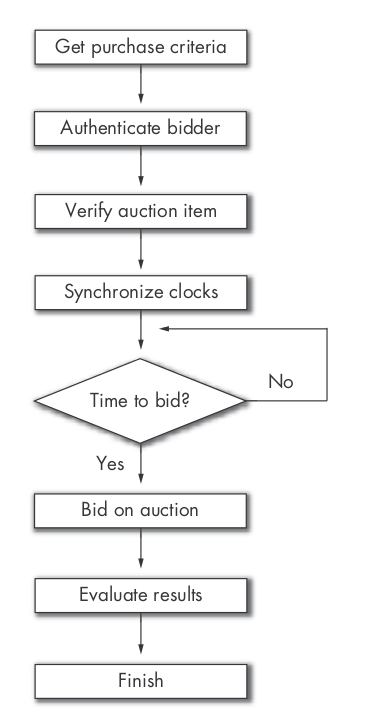 Get purchase criteria
Authenticate bidder
Verify auction item
Synchronize clocks
Time to bid?
No
Yes
Bid on auction
Evaluate results
Finish